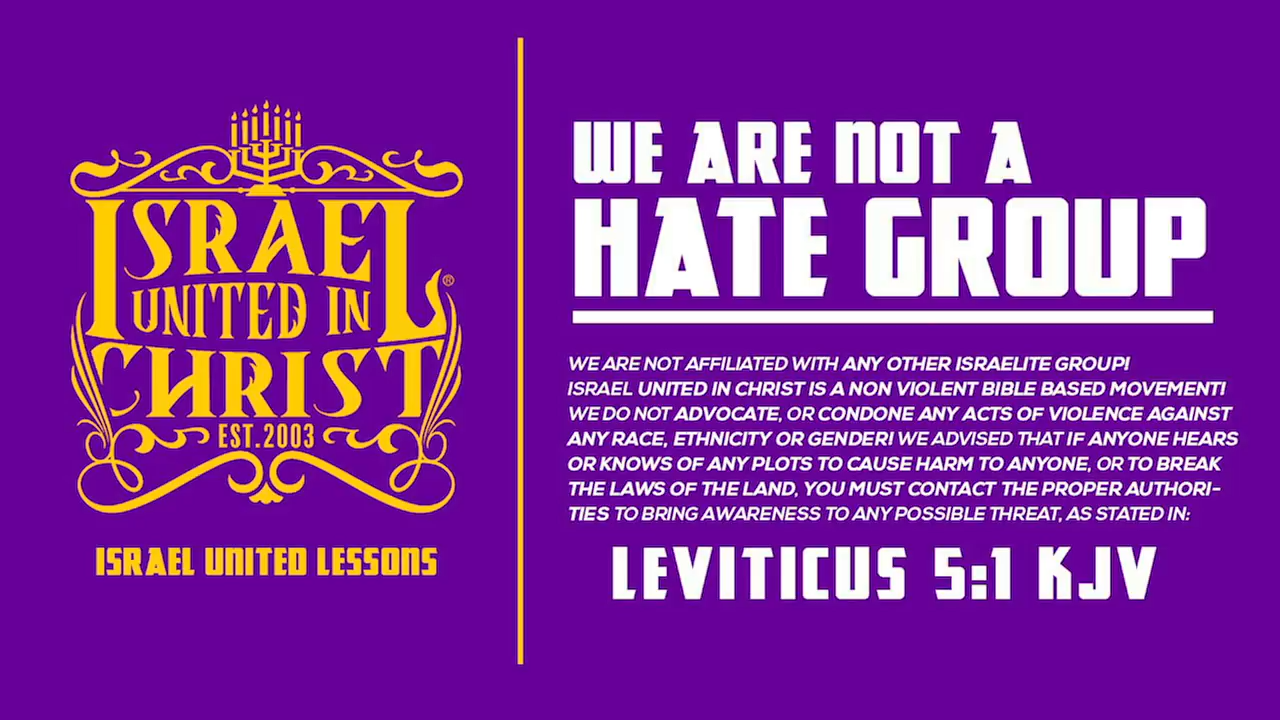 ISRAEL
UNITED IN
CHRIST
®
EST.2003
ISRAEL UNITED LESSONS
WE ARE NOT A
HATE GROUP
WE ARE NOT AFFILIATED WITH ANY OTHER ISRAELITE GROUP!
ISRAEL UNITED IN CHRIST IS A NON VIOLENT BIBLE BASED MOVEMENT!
WE DO NOT ADVOCATE, OR CONDONE ANY ACTS OF VIOLENCE AGAINST
ANY RACE, ETHNICITY OR GENDER! WE ADVISED THAT IF ANYONE HEARS
OR KNOWS OF ANY PLOTS TO CAUSE HARM TO ANYONE, OR TO BREAK
THE LAWS OF THE LAND, YOU MUST CONTACT THE PROPER AUTHORI-
TIES TO BRING AWARENESS TO ANY POSSIBLE THREAT, AS STATED IN:
LEVITICUS 5:1 KJV